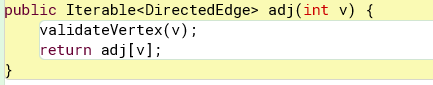 public Iterable<DirectedEdge> adj(int v) {
    validateVertex(v);
    return adj[v];
}